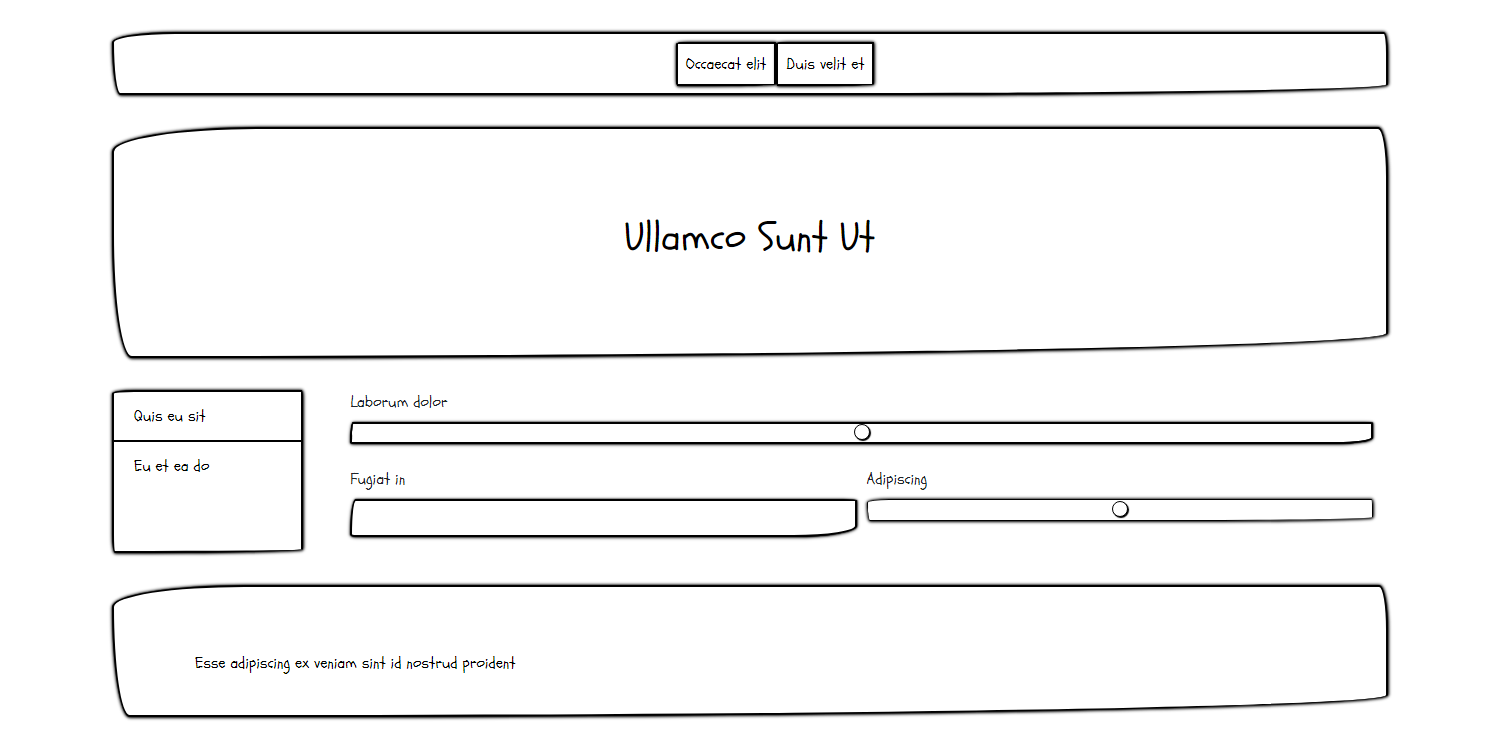 Occaecat elit
Duis velit et
Ullamco Sunt Ut
Quis eu sit
Eu et ea do
Laborum dolor
Fugiat in
Adipiscing
Esse adipiscing ex veniam sint id nostrud proident